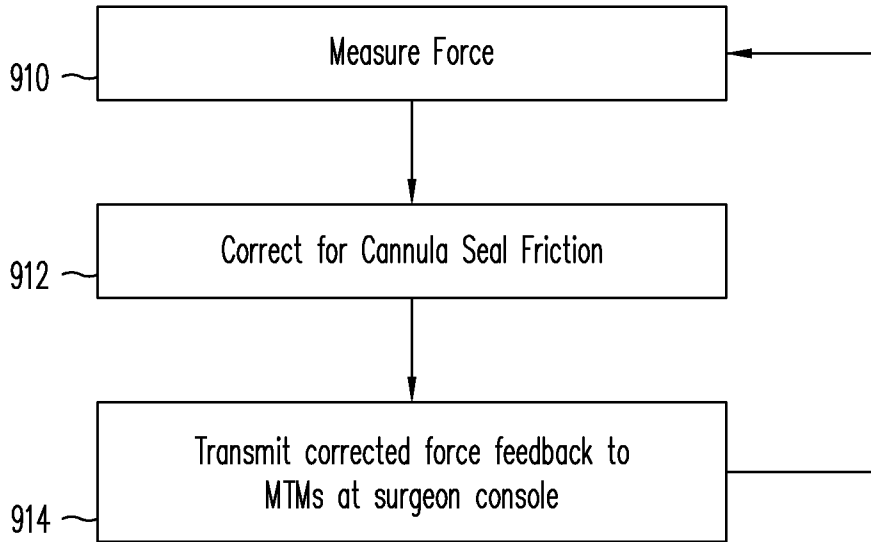 Measure Force
910
Correct for Cannula Seal Friction
912
Transmit corrected force feedback to
MTMs at surgeon console
914